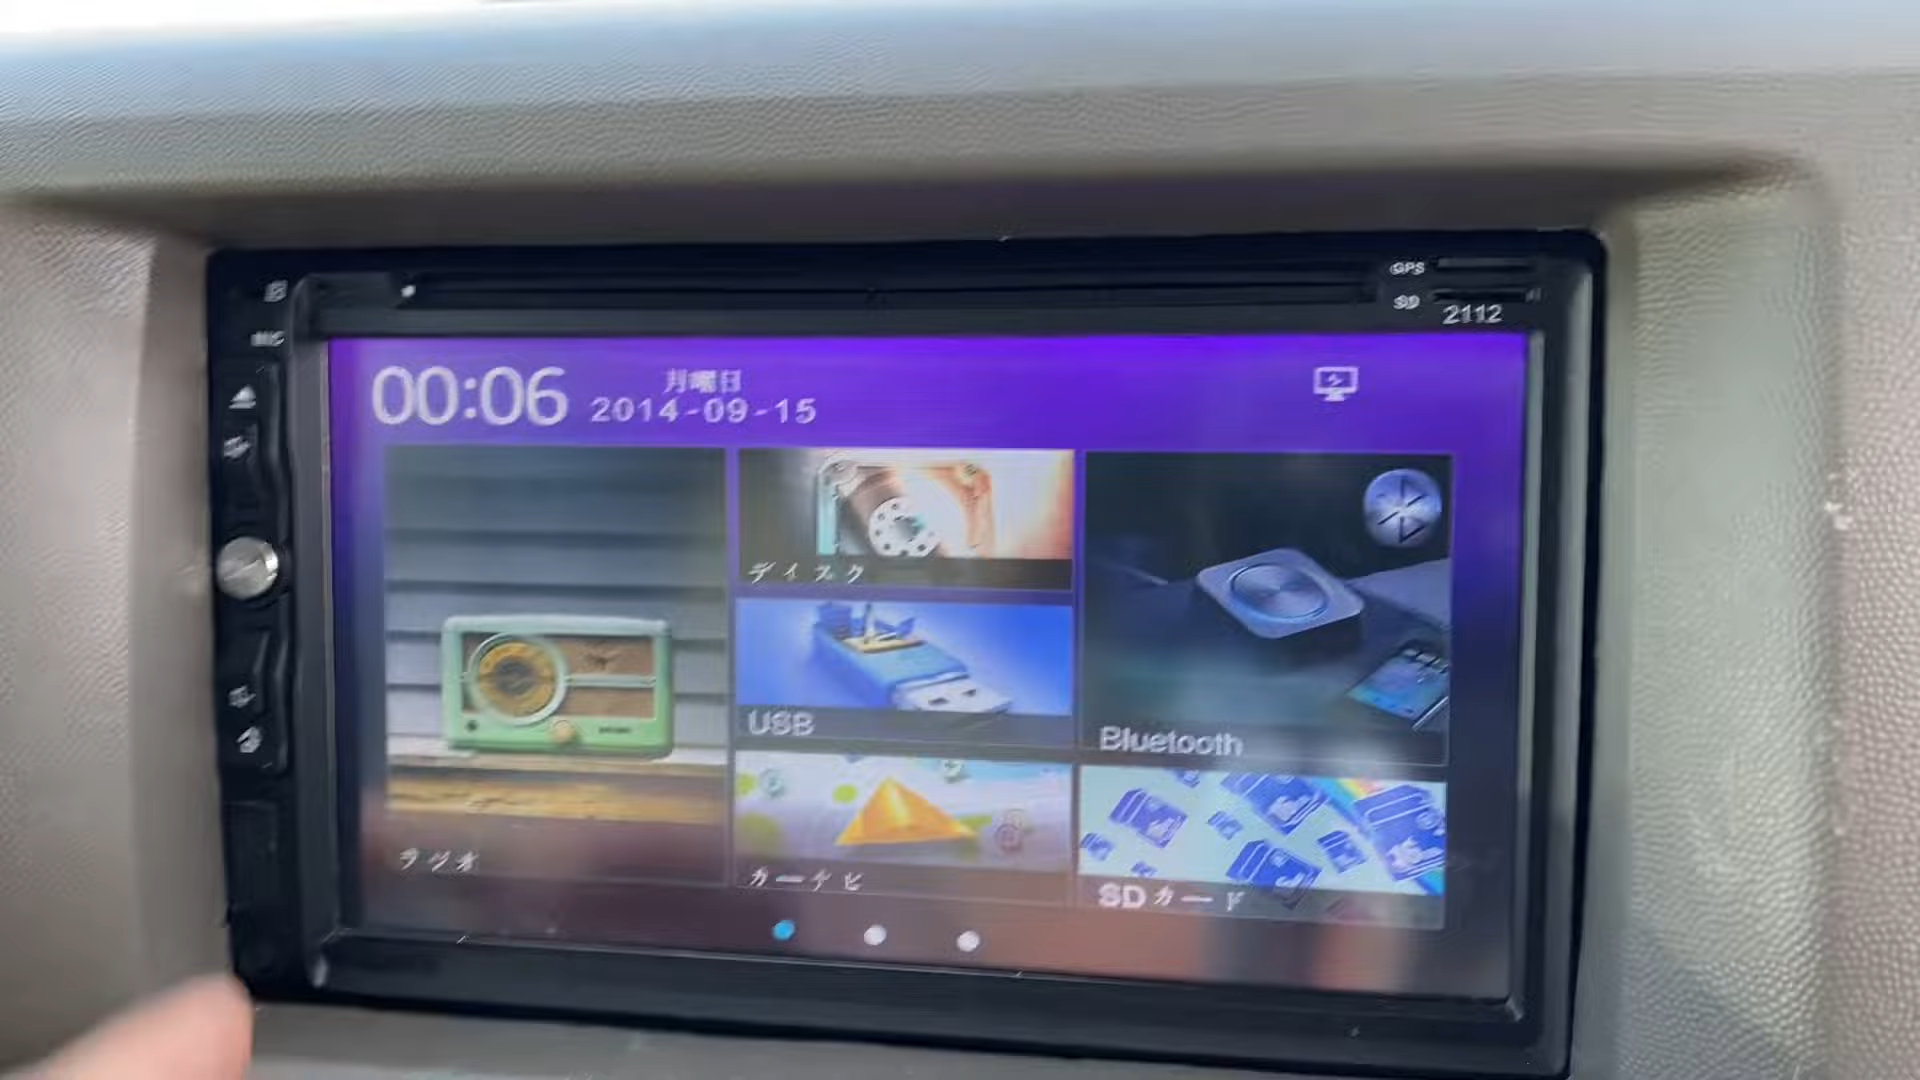 GPS
SD
2112
MIC
00:06
月曜日
2014-09-15
ディスク
USB
Bluetooth
ラジオ
カーナビ
SDカード